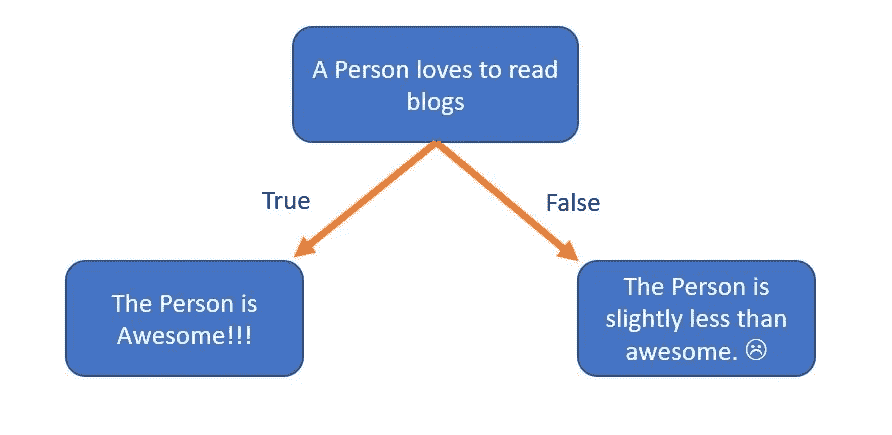 A Person loves to read
blogs
True
False
The Person is
Awesome!!!
The Person is
slightly less than
awesome. ☹